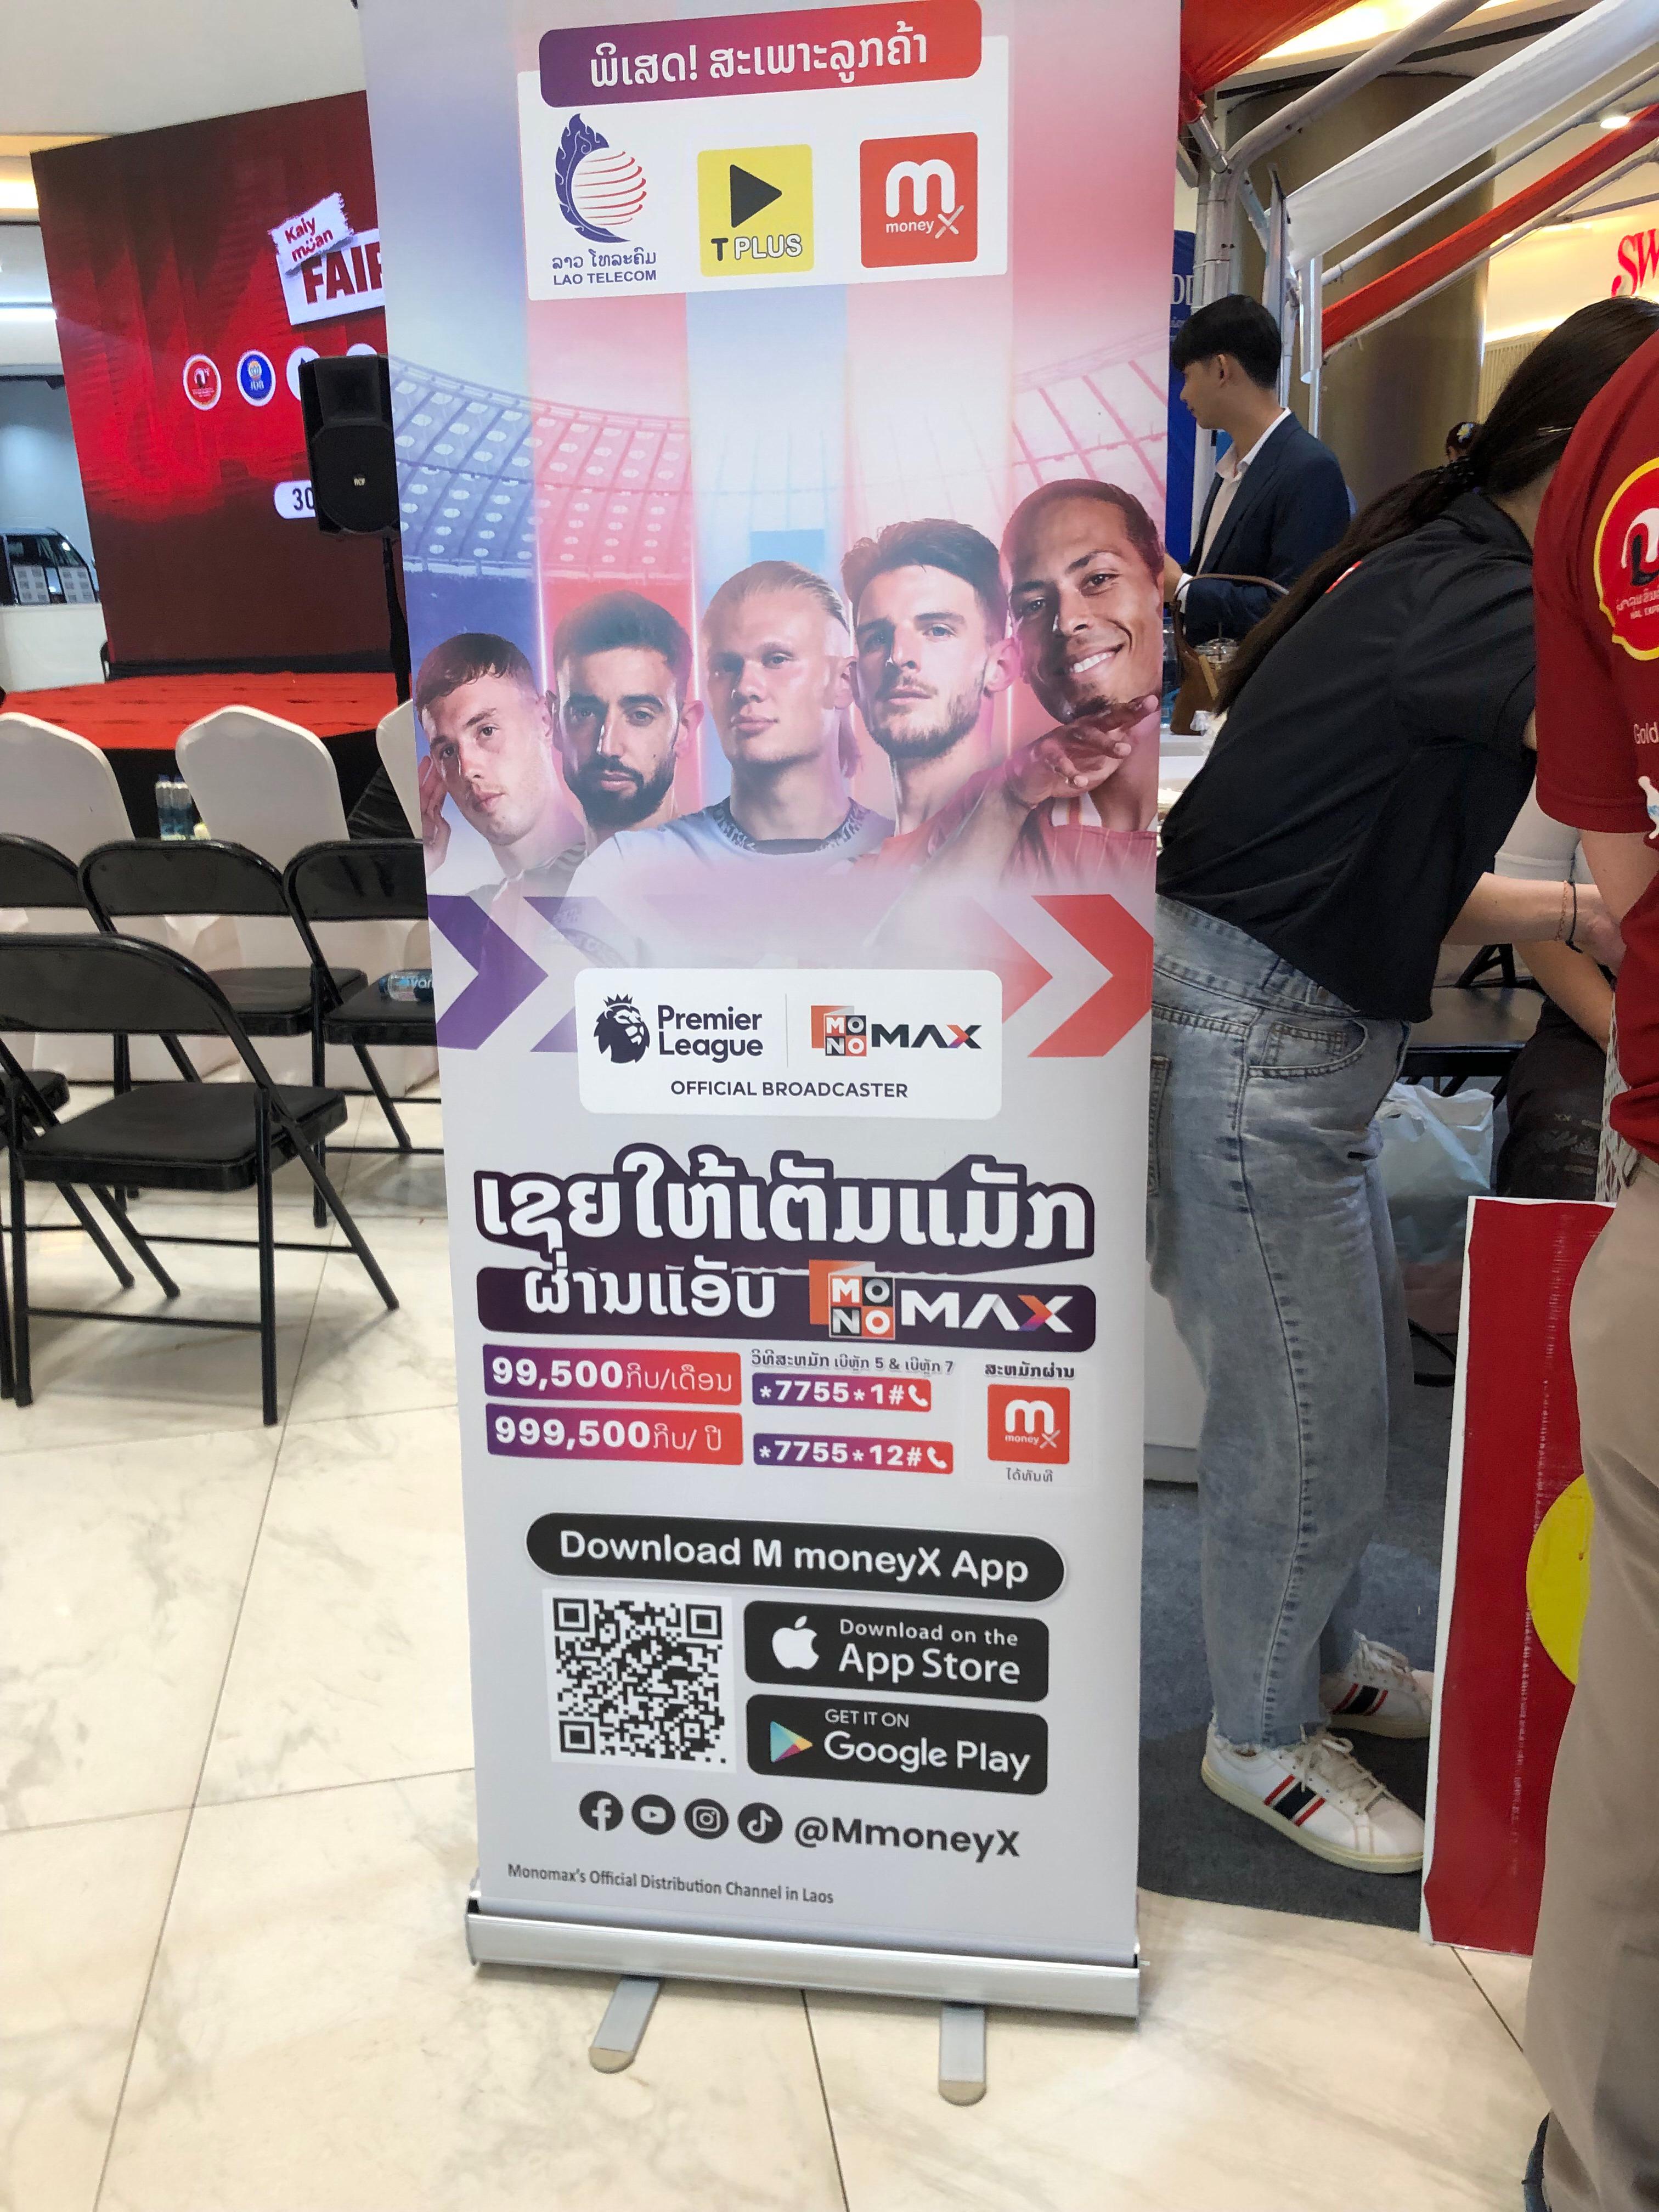 ພິເສດ! ສະເພາະລູກຄ້າ
ລາວ ໂທລະຄົມ
LAO TELECOM
T PLUS
m
money X
Kaiy
müan
FAIR
30
SW
Premier
League
MONO MAX
OFFICIAL BROADCASTER
ເຊຍໃຫ້ເຕັມແມັກ
ຜ່ານແອັບ MONO MAX
99,500ກີບ/ເດືອນ
999,500ກີບ/ ປີ
ວິທີສະຫມັກ ເບີຫຼັກ 5 & ເບີຫຼັກ 7
*7755*1#
*7755*12#
ສະຫມັກຜ່ານ
m
money X
ໄດ້ທັນທີ
Download M moneyX App
Download on the
App Store
GET IT ON
Google Play
@MmoneyX
Monomax's Official Distribution Channel in Laos
Gold